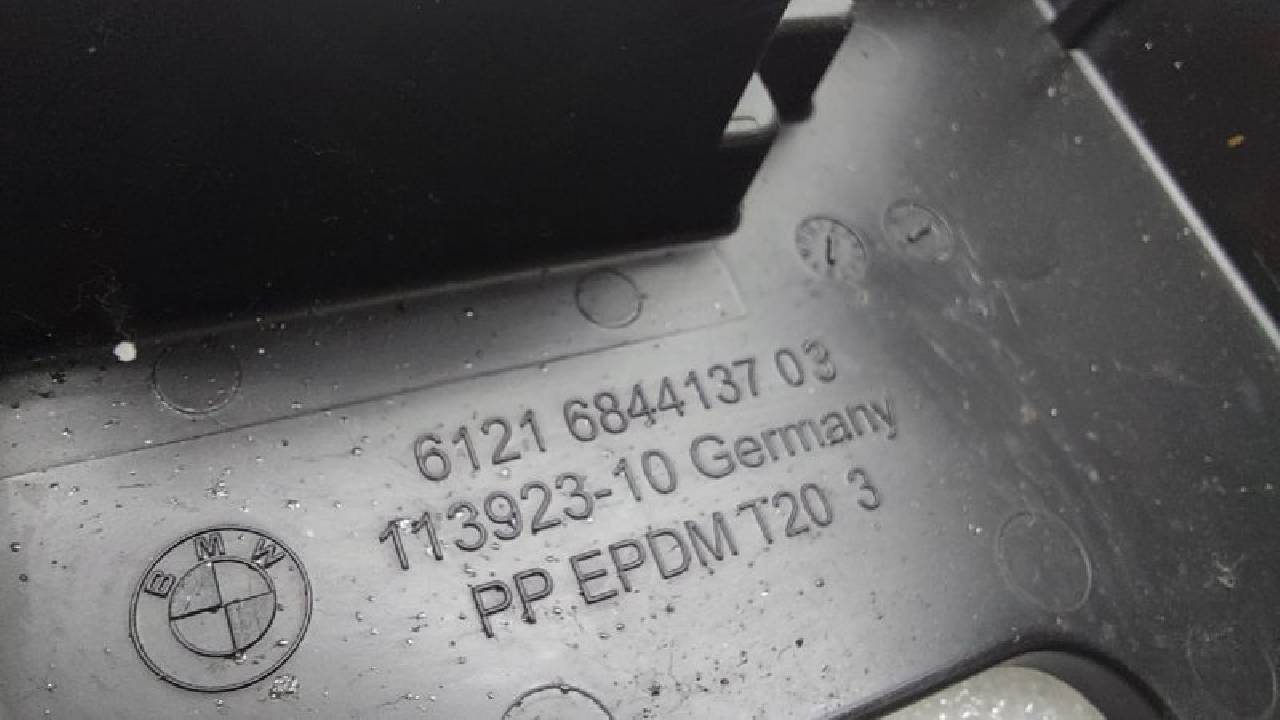 6121 6844137 03
113923-10 Germany
PP EPDM T20 3
BMW